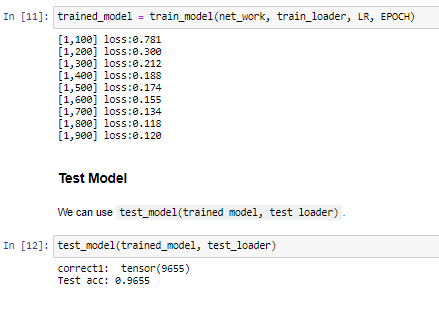 In [11]: trained_model = train_model(net_work, train_loader, LR, EPOCH)
[1,100] loss:0.781
[1,200] loss:0.300
[1,300] loss:0.212
[1,400] loss:0.188
[1,500] loss:0.174
[1,600] loss:0.155
[1,700] loss:0.134
[1,800] loss:0.118
[1,900] loss:0.120
Test Model
We can use test_model(trained model, test loader) .
In [12]: test_model(trained_model, test_loader)
correct1:  tensor(9655)
Test acc: 0.9655